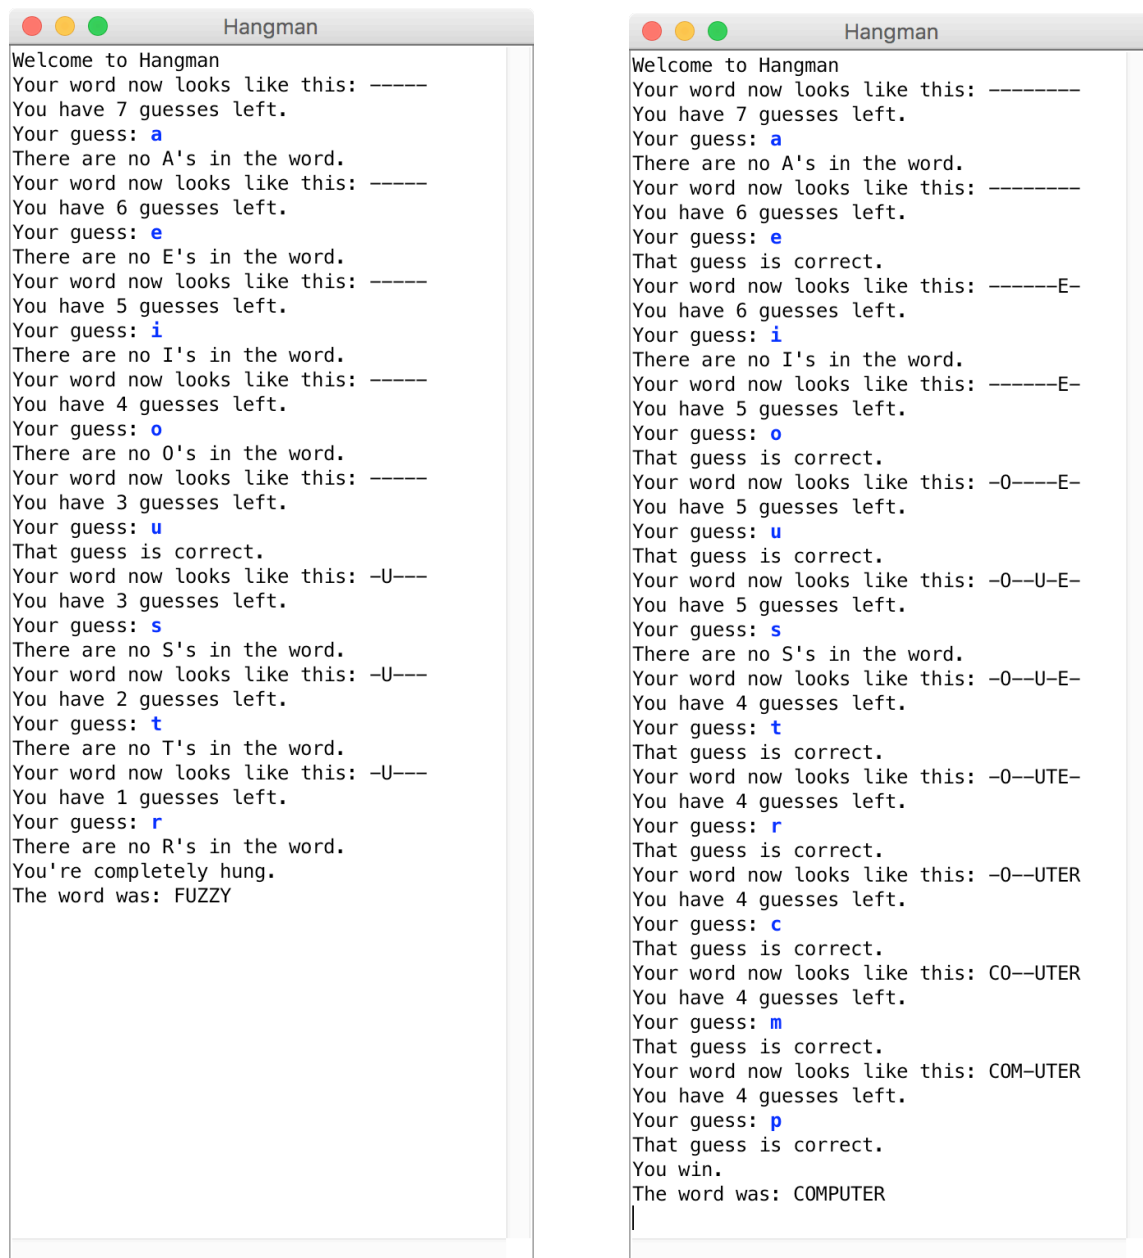 Hangman
Welcome to Hangman
Your word now looks like this: -----
You have 7 guesses left.
Your guess: a
There are no A's in the word.
Your word now looks like this: -----
You have 6 guesses left.
Your guess: e
There are no E's in the word.
Your word now looks like this: -----
You have 5 guesses left.
Your guess: i
There are no I's in the word.
Your word now looks like this: -----
You have 4 guesses left.
Your guess: o
There are no O's in the word.
Your word now looks like this: -----
You have 3 guesses left.
Your guess: u
That guess is correct.
Your word now looks like this: -U---
You have 3 guesses left.
Your guess: s
There are no S's in the word.
Your word now looks like this: -U---
You have 2 guesses left.
Your guess: t
There are no T's in the word.
Your word now looks like this: -U---
You have 1 guesses left.
Your guess: r
There are no R's in the word.
You're completely hung.
The word was: FUZZY
Hangman
Welcome to Hangman
Your word now looks like this: --------
You have 7 guesses left.
Your guess: a
There are no A's in the word.
Your word now looks like this: --------
You have 6 guesses left.
Your guess: e
That guess is correct.
Your word now looks like this: ------E-
You have 6 guesses left.
Your guess: i
There are no I's in the word.
Your word now looks like this: ------E-
You have 5 guesses left.
Your guess: o
That guess is correct.
Your word now looks like this: -O----E-
You have 5 guesses left.
Your guess: u
That guess is correct.
Your word now looks like this: -O--U-E-
You have 5 guesses left.
Your guess: s
There are no S's in the word.
Your word now looks like this: -O--U-E-
You have 4 guesses left.
Your guess: t
That guess is correct.
Your word now looks like this: -O--UTE-
You have 4 guesses left.
Your guess: r
That guess is correct.
Your word now looks like this: -O--UTER
You have 4 guesses left.
Your guess: c
That guess is correct.
Your word now looks like this: CO--UTER
You have 4 guesses left.
Your guess: m
That guess is correct.
Your word now looks like this: COM-UTER
You have 4 guesses left.
Your guess: p
That guess is correct.
You win.
The word was: COMPUTER